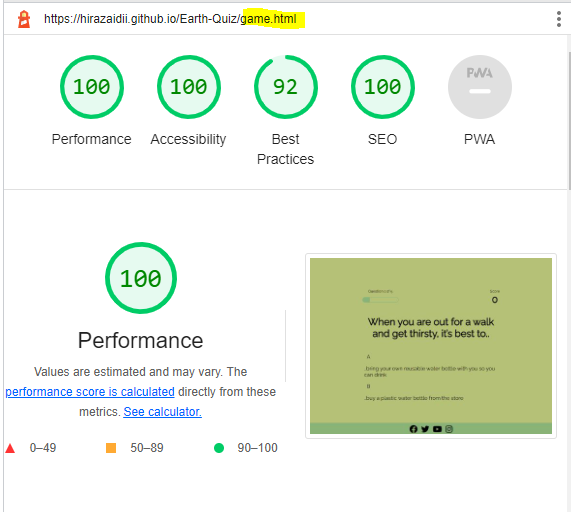 https://hirazaidii.github.io/Earth-Quiz/game.html
100 100 92 100 PWA
Performance Accessibility Best Practices SEO PWA
100
Performance
Values are estimated and may vary. The
performance score is calculated directly from these
metrics. See calculator.
0–49 50–89 90–100
Score
0
When you are out for a walk
and get thirsty, it's best to..
A
bring your own reusable water bottle with you so you
can drink
B
buy a plastic water bottle from the store